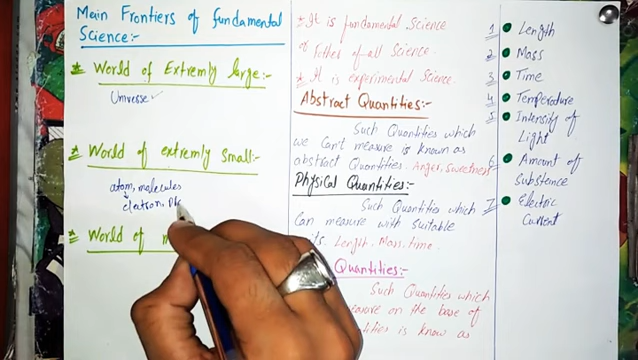 Main Frontiers of fundamental
Science:-
* World of Extremly large:-
Universe
* World of extremly Small:-
atom, molecules
* World of
* It is fundamental Science
* It is experimental Science.
of all Science.
Abstract Quantities:-
Such Quantities which
we Can't measure is known as
abstract Quantities. Anger, Sweetness
Physical Quantities:-
Such Quantities which
Can measure with suitable
Length, Mass, time.
Quantities:-
Such Quantities which
measure on the base of
is know as
1 Length
2 Mass
3 Time
4 Temperature
5 Intensity of
Light
6 Amount of
Substence
7 Electric
Current